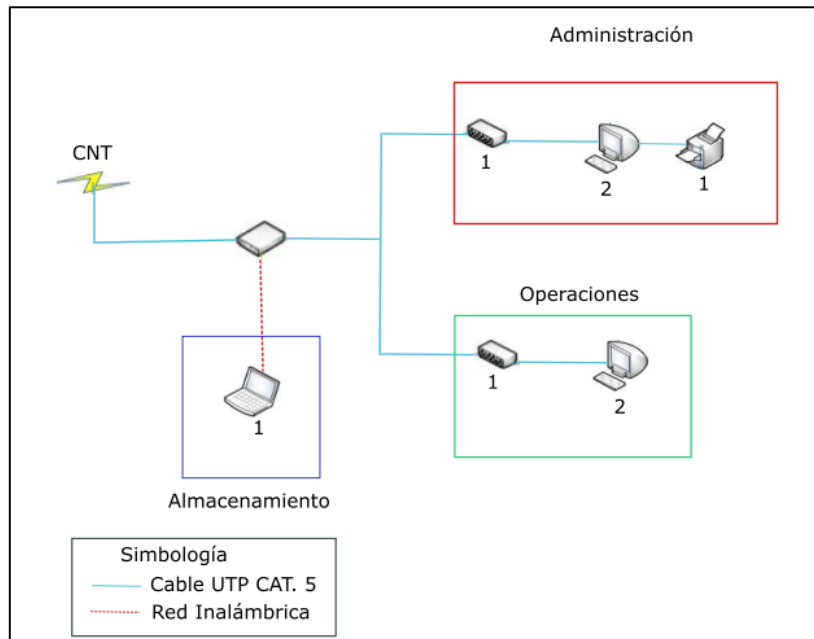 Administración
CNT
1
2
1
Operaciones
1
2
1
Almacenamiento
Simbología
Cable UTP CAT. 5
Red Inalámbrica